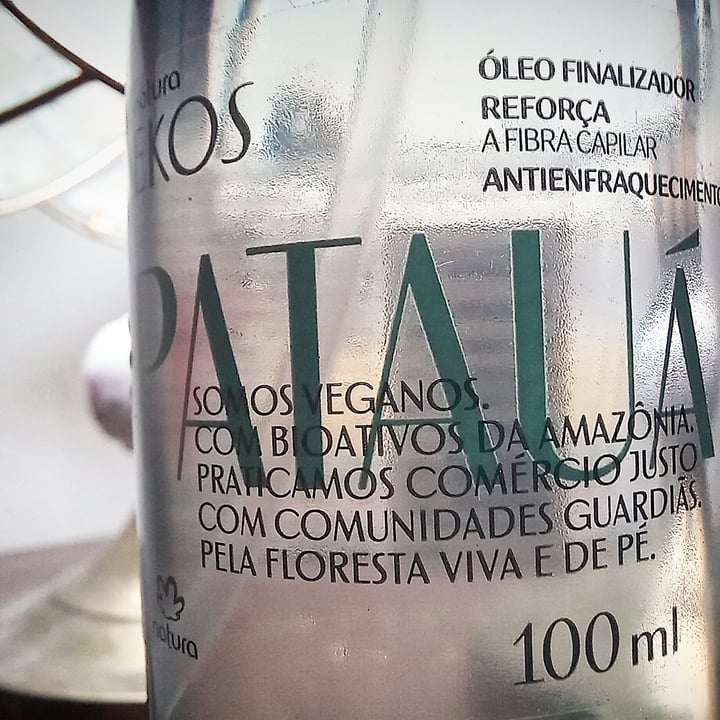 natura
EKOS
ÓLEO FINALIZADOR
REFORÇA
A FIBRA CAPILAR
ANTIENFRAQUECIMENTO
PATAUÁ
SOMOS VEGANOS.
COM BIOATIVOS DA AMAZÔNIA.
PRATICAMOS COMÉRCIO JUSTO
COM COMUNIDADES GUARDIÃS.
PELA FLORESTA VIVA E DE PÉ.
natura
100 ml